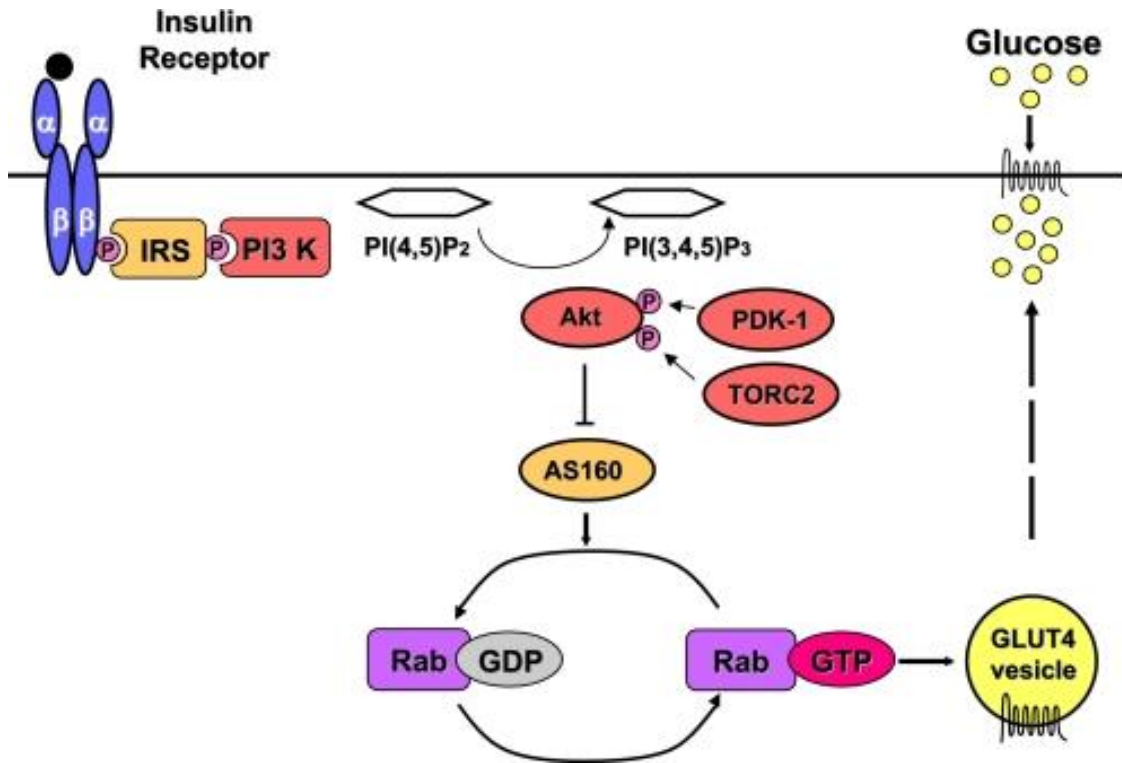 Insulin
Receptor
Glucose
α
α
β
β
P
IRS
P
PI3 K
PI(4,5)P₂
PI(3,4,5)P₃
Akt
P
P
PDK-1
TORC2
AS160
Rab
GDP
Rab
GTP
GLUT4
vesicle